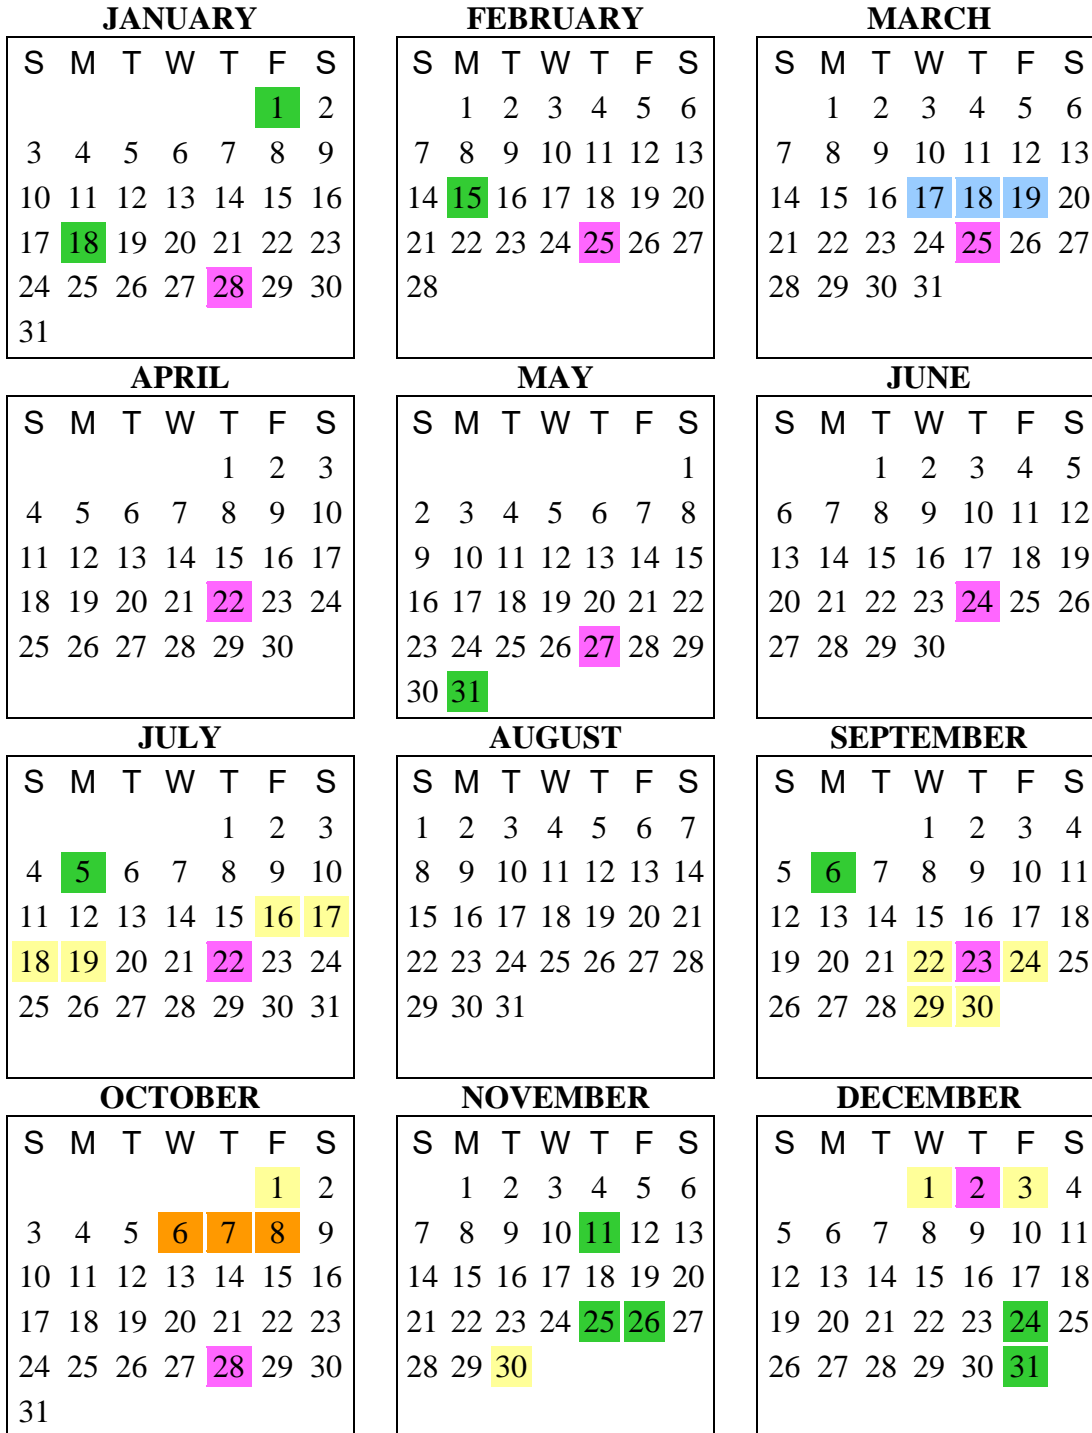 JANUARY
S M T W T F S
1 2
3 4 5 6 7 8 9
10 11 12 13 14 15 16
17 18 19 20 21 22 23
24 25 26 27 28 29 30
31
FEBRUARY
S M T W T F S
1 2 3 4 5 6
7 8 9 10 11 12 13
14 15 16 17 18 19 20
21 22 23 24 25 26 27
28
MARCH
S M T W T F S
1 2 3 4 5 6
7 8 9 10 11 12 13
14 15 16 17 18 19 20
21 22 23 24 25 26 27
28 29 30 31
APRIL
S M T W T F S
1 2 3
4 5 6 7 8 9 10
11 12 13 14 15 16 17
18 19 20 21 22 23 24
25 26 27 28 29 30
MAY
S M T W T F S
1
2 3 4 5 6 7 8
9 10 11 12 13 14 15
16 17 18 19 20 21 22
23 24 25 26 27 28 29
30 31
JUNE
S M T W T F S
1 2 3 4 5
6 7 8 9 10 11 12
13 14 15 16 17 18 19
20 21 22 23 24 25 26
27 28 29 30
JULY
S M T W T F S
1 2 3
4 5 6 7 8 9 10
11 12 13 14 15 16 17
18 19 20 21 22 23 24
25 26 27 28 29 30 31
AUGUST
S M T W T F S
1 2 3 4 5 6 7
8 9 10 11 12 13 14
15 16 17 18 19 20 21
22 23 24 25 26 27 28
29 30 31
SEPTEMBER
S M T W T F S
1 2 3 4
5 6 7 8 9 10 11
12 13 14 15 16 17 18
19 20 21 22 23 24 25
26 27 28 29 30
OCTOBER
S M T W T F S
1 2
3 4 5 6 7 8 9
10 11 12 13 14 15 16
17 18 19 20 21 22 23
24 25 26 27 28 29 30
31
NOVEMBER
S M T W T F S
1 2 3 4 5 6
7 8 9 10 11 12 13
14 15 16 17 18 19 20
21 22 23 24 25 26 27
28 29 30
DECEMBER
S M T W T F S
1 2 3 4
5 6 7 8 9 10 11
12 13 14 15 16 17 18
19 20 21 22 23 24 25
26 27 28 29 30 31